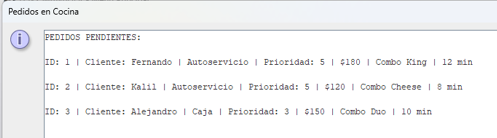 Pedidos en Cocina
PEDIDOS PENDIENTES:
ID: 1 | Cliente: Fernando | Autoservicio | Prioridad: 5 | $180 | Combo King | 12 min
ID: 2 | Cliente: Kalil | Autoservicio | Prioridad: 5 | $120 | Combo Cheese | 8 min
ID: 3 | Cliente: Alejandro | Caja | Prioridad: 3 | $150 | Combo Duo | 10 min